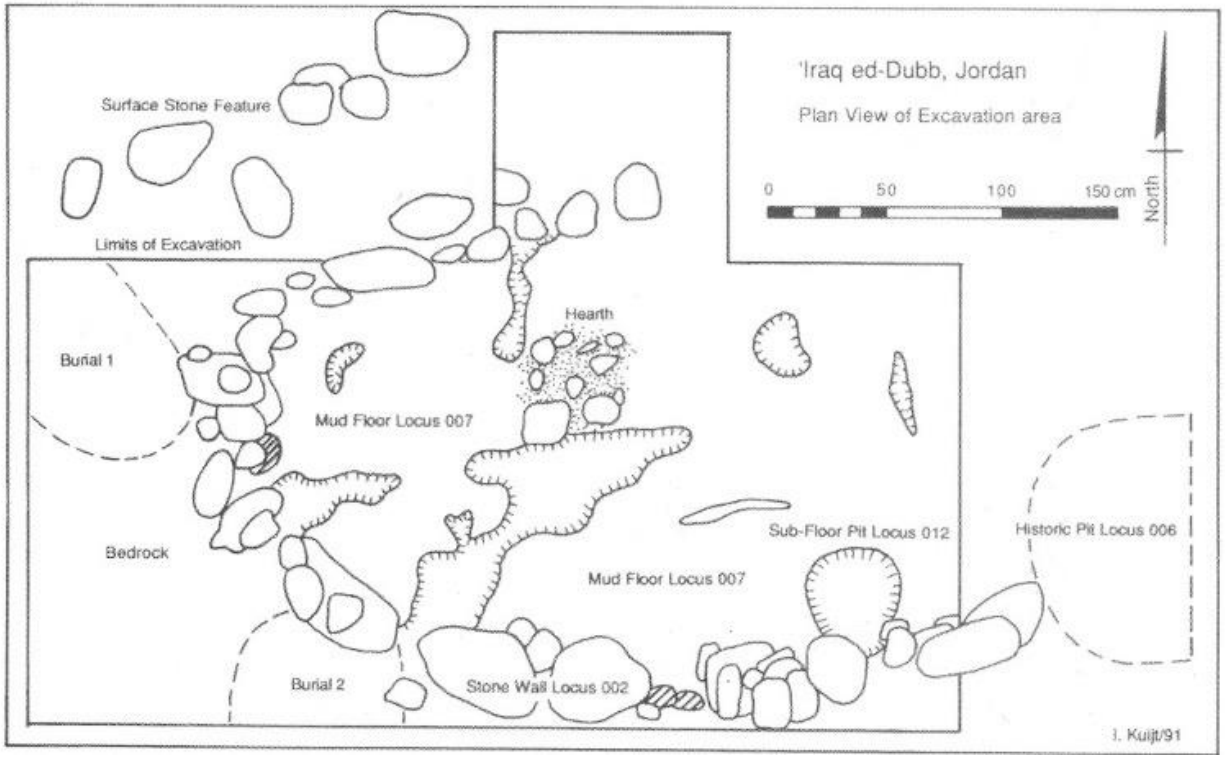 'Iraq ed-Dubb, Jordan
Plan View of Excavation area
0 50 100 150 cm
North
Surface Stone Feature
Limits of Excavation
Burial 1
Hearth
Mud Floor Locus 007
Bedrock
Sub-Floor Pit Locus 012
Historic Pit Locus 006
Mud Floor Locus 007
Burial 2
Stone Wall Locus 002
I. Kuijt/91